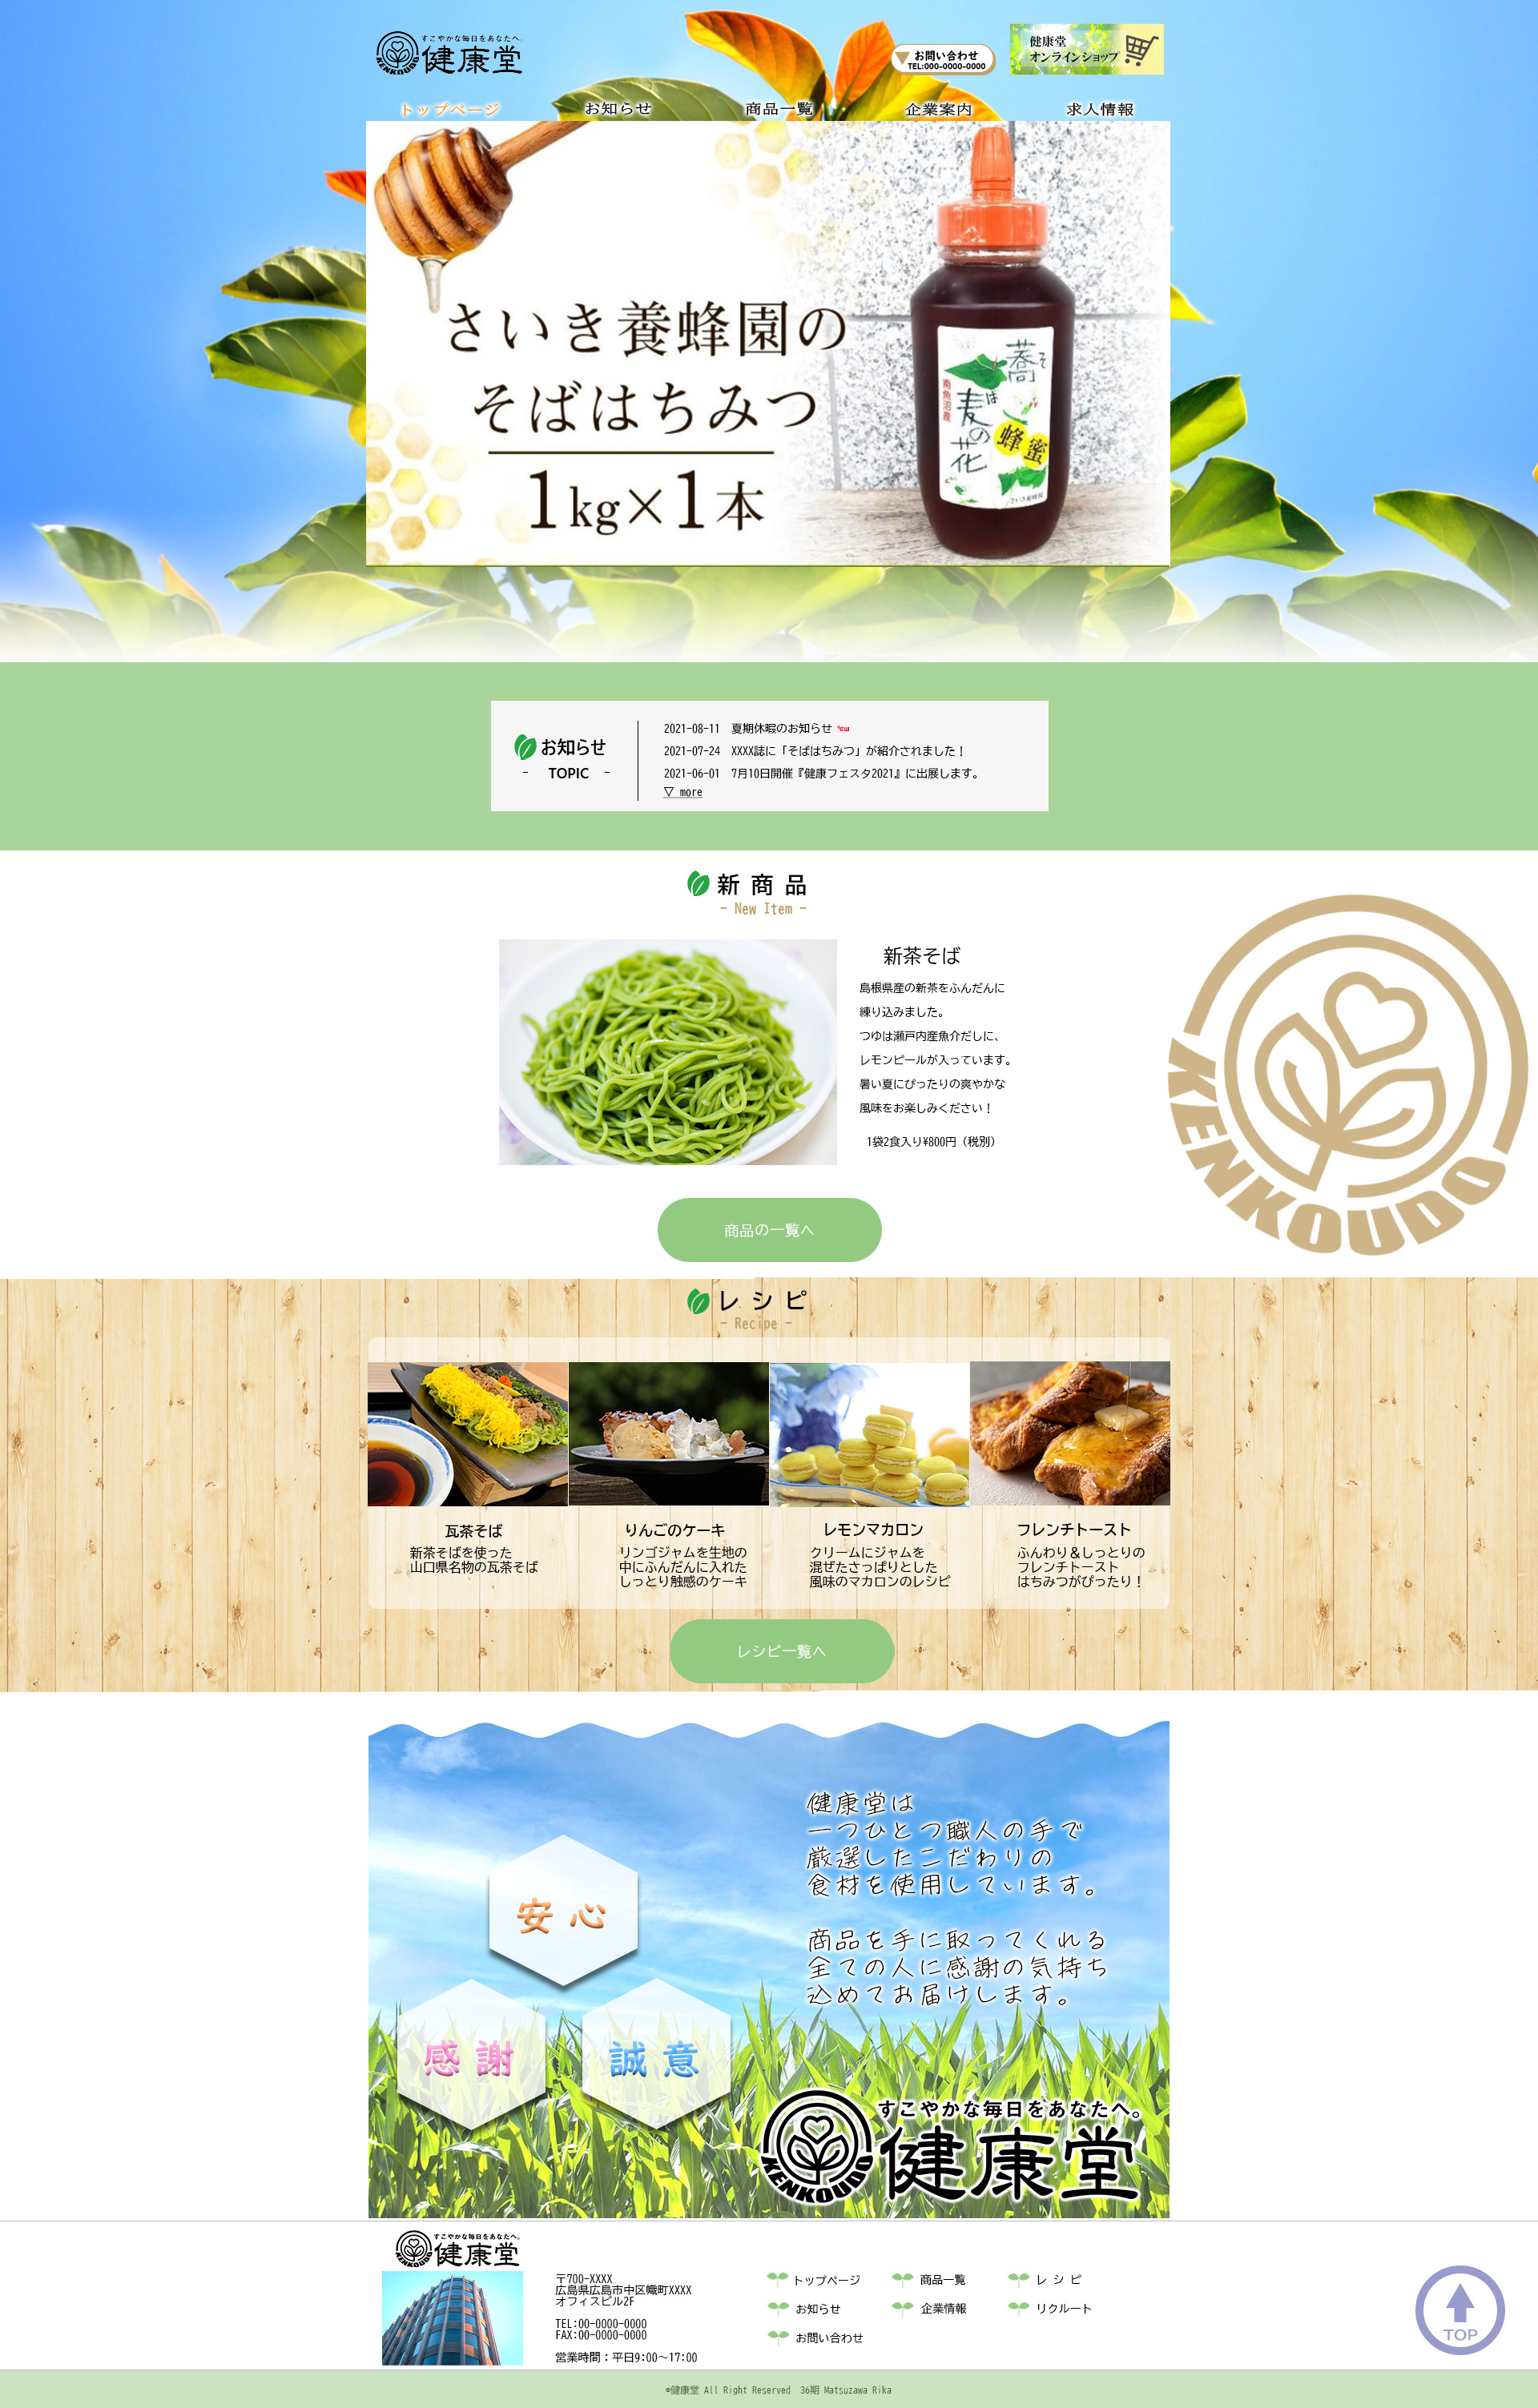 すこやかな毎日をあなたへ。
健康堂
KENKOUDO
お問い合わせ
TEL:000-0000-0000
健康堂
オンラインショップ
トップページ
お知らせ
商品一覧
企業案内
求人情報
さいき養蜂園の
そばはちみつ
1kg×1本
蕎麦の花
そば
南魚沼産
蜂蜜
さいき養蜂園
お知らせ
- TOPIC -
2021-08-11 夏期休暇のお知らせ new
2021-07-24 XXXX誌に「そばはちみつ」が紹介されました！
2021-06-01 7月10日開催『健康フェスタ2021』に出展します。
▽ more
新商品
- New Item -
新茶そば
島根県産の新茶をふんだんに
練り込みました。
つゆは瀬戸内産魚介だしに、
レモンピールが入っています。
暑い夏にぴったりの爽やかな
風味をお楽しみください！
1袋2食入り¥800円（税別）
KENKOUDO
商品の一覧へ
レシピ
- Recipe -
瓦茶そば
新茶そばを使った
山口県名物の瓦茶そば
りんごのケーキ
リンゴジャムを生地の
中にふんだんに入れた
しっとり触感のケーキ
レモンマカロン
クリームにジャムを
混ぜたさっぱりとした
風味のマカロンのレシピ
フレンチトースト
ふんわり＆しっとりの
フレンチトースト
はちみつがぴったり！
レシピ一覧へ
健康堂は
一つひとつ職人の手で
厳選したこだわりの
食材を使用しています。
商品を手に取ってくれる
全ての人に感謝の気持ち
込めてお届けします。
安心
感謝
誠意
すこやかな毎日をあなたへ。
健康堂
KENKOUDO
すこやかな毎日をあなたへ。
健康堂
KENKOUDO
〒700-XXXX
広島県広島市中区幟町XXXX
オフィスビル2F
TEL:00-0000-0000
FAX:00-0000-0000
営業時間：平日9:00～17:00
トップページ
商品一覧
レシピ
お知らせ
企業情報
リクルート
お問い合わせ
TOP
©健康堂 All Right Reserved 36期 Matsuzawa Rika